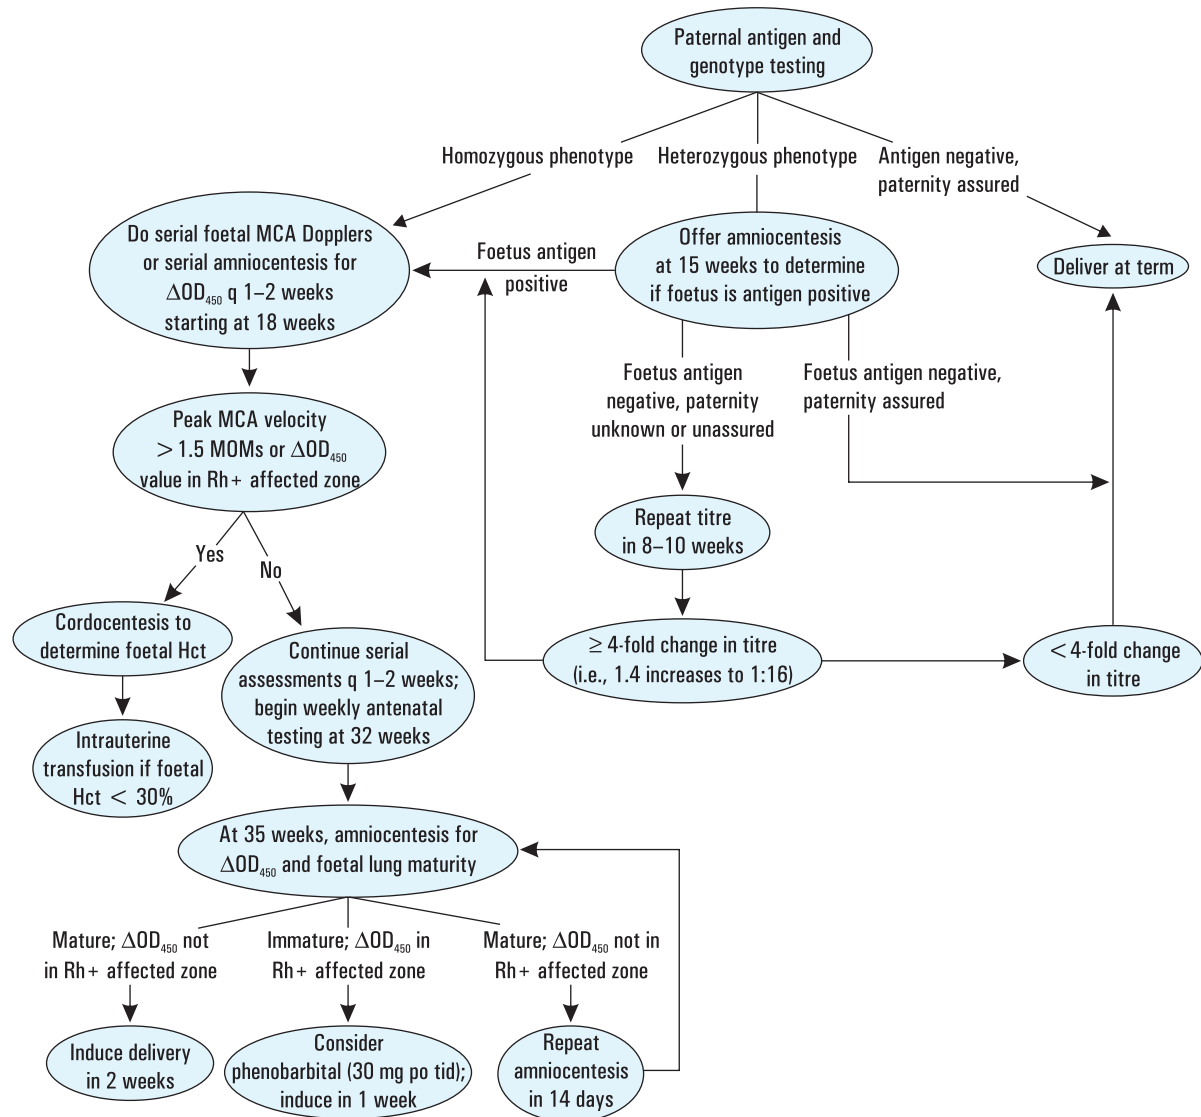 Paternal antigen and
genotype testing
Homozygous phenotype
Heterozygous phenotype
Antigen negative,
paternity assured
Do serial foetal MCA Dopplers
or serial amniocentesis for
ΔOD₄₅₀ q 1–2 weeks
starting at 18 weeks
Foetus antigen
positive
Offer amniocentesis
at 15 weeks to determine
if foetus is antigen positive
Deliver at term
Foetus antigen
negative, paternity
unknown or unassured
Foetus antigen negative,
paternity assured
Peak MCA velocity
> 1.5 MOMs or ΔOD₄₅₀
value in Rh+ affected zone
Repeat titre
in 8–10 weeks
Yes
No
Cordocentesis to
determine foetal Hct
Continue serial
assessments q 1–2 weeks;
begin weekly antenatal
testing at 32 weeks
≥ 4-fold change in titre
(i.e., 1.4 increases to 1:16)
< 4-fold change
in titre
Intrauterine
transfusion if foetal
Hct < 30%
At 35 weeks, amniocentesis for
ΔOD₄₅₀ and foetal lung maturity
Mature; ΔOD₄₅₀ not
in Rh+ affected zone
Immature; ΔOD₄₅₀ in
Rh+ affected zone
Mature; ΔOD₄₅₀ not in
Rh+ affected zone
Induce delivery
in 2 weeks
Consider
phenobarbital (30 mg po tid);
induce in 1 week
Repeat
amniocentesis
in 14 days